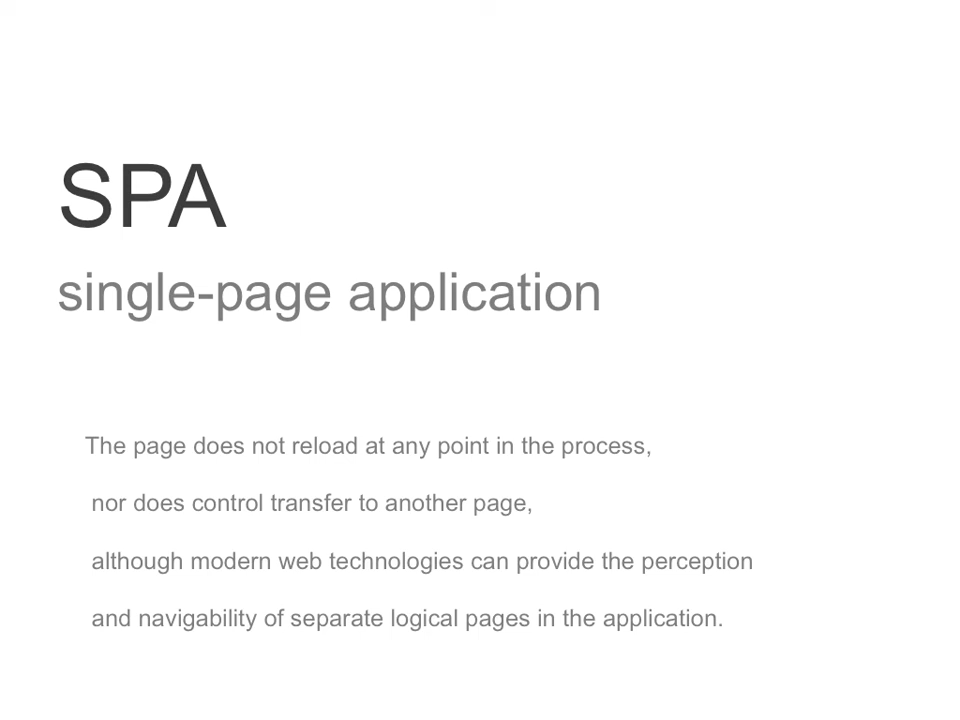 SPA
single-page application
The page does not reload at any point in the process,
nor does control transfer to another page,
although modern web technologies can provide the perception
and navigability of separate logical pages in the application.